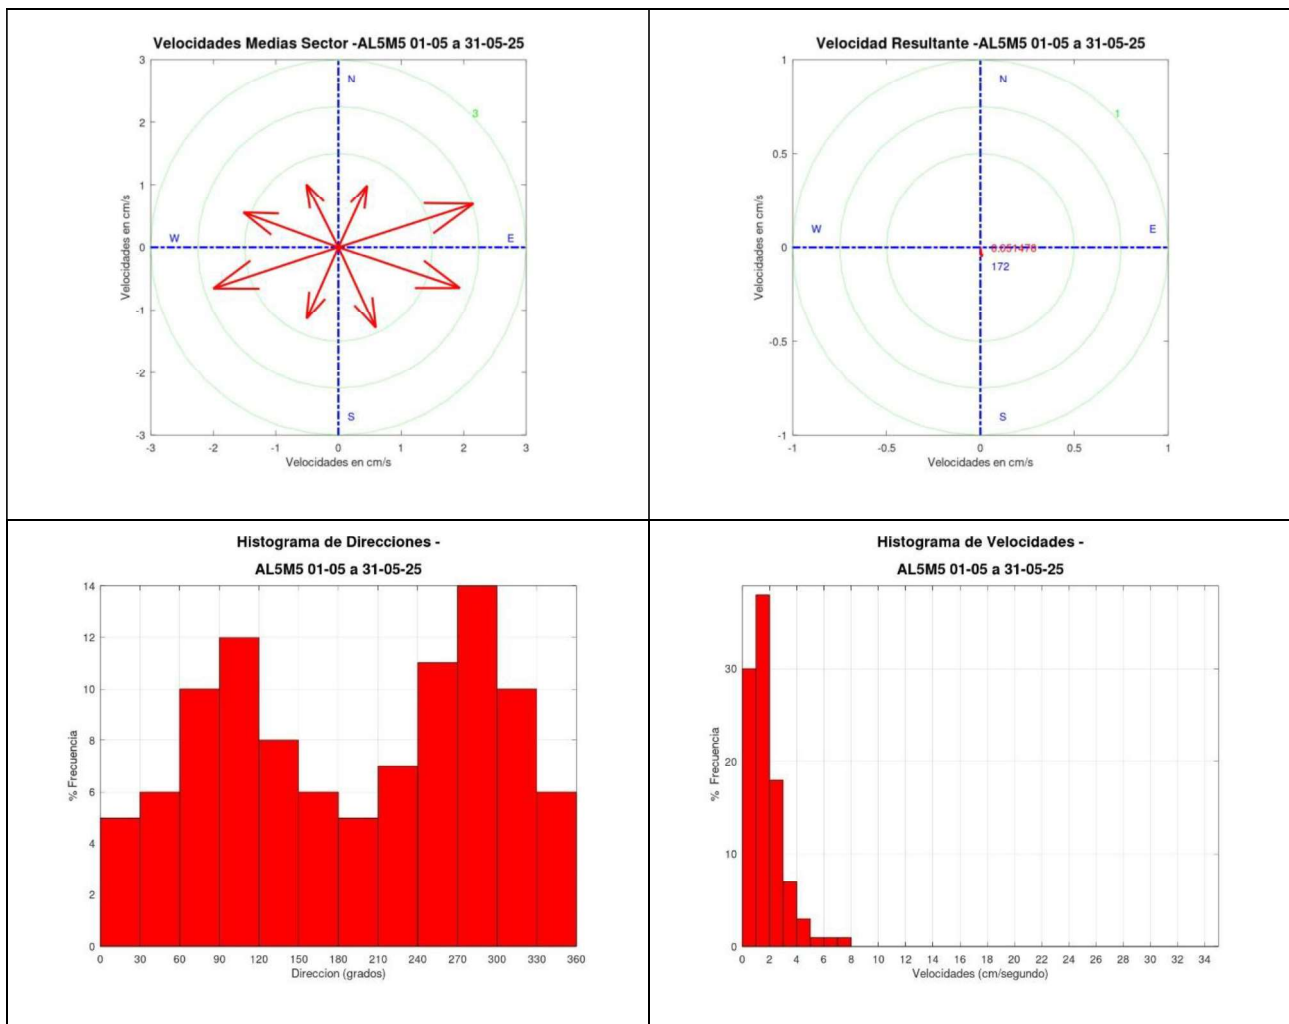 Velocidades Medias Sector -AL5M5 01-05 a 31-05-25
3
N
3
2
1
Velocidades en cm/s
W
E
0
-1
-2
S
-3
-3 -2 -1 0 1 2 3
Velocidades en cm/s
Velocidad Resultante -AL5M5 01-05 a 31-05-25
1
N
1
0.5
Velocidades en cm/s
W
E
0
0.051478
172
-0.5
S
-1
-1 -0.5 0 0.5 1
Velocidades en cm/s
Histograma de Direcciones -
AL5M5 01-05 a 31-05-25
14
12
10
8
% Frecuencia
6
4
2
0
0 30 60 90 120 150 180 210 240 270 300 330 360
Direccion (grados)
Histograma de Velocidades -
AL5M5 01-05 a 31-05-25
30
20
% Frecuencia
10
0
0 2 4 6 8 10 12 14 16 18 20 22 24 26 28 30 32 34
Velocidades (cm/segundo)